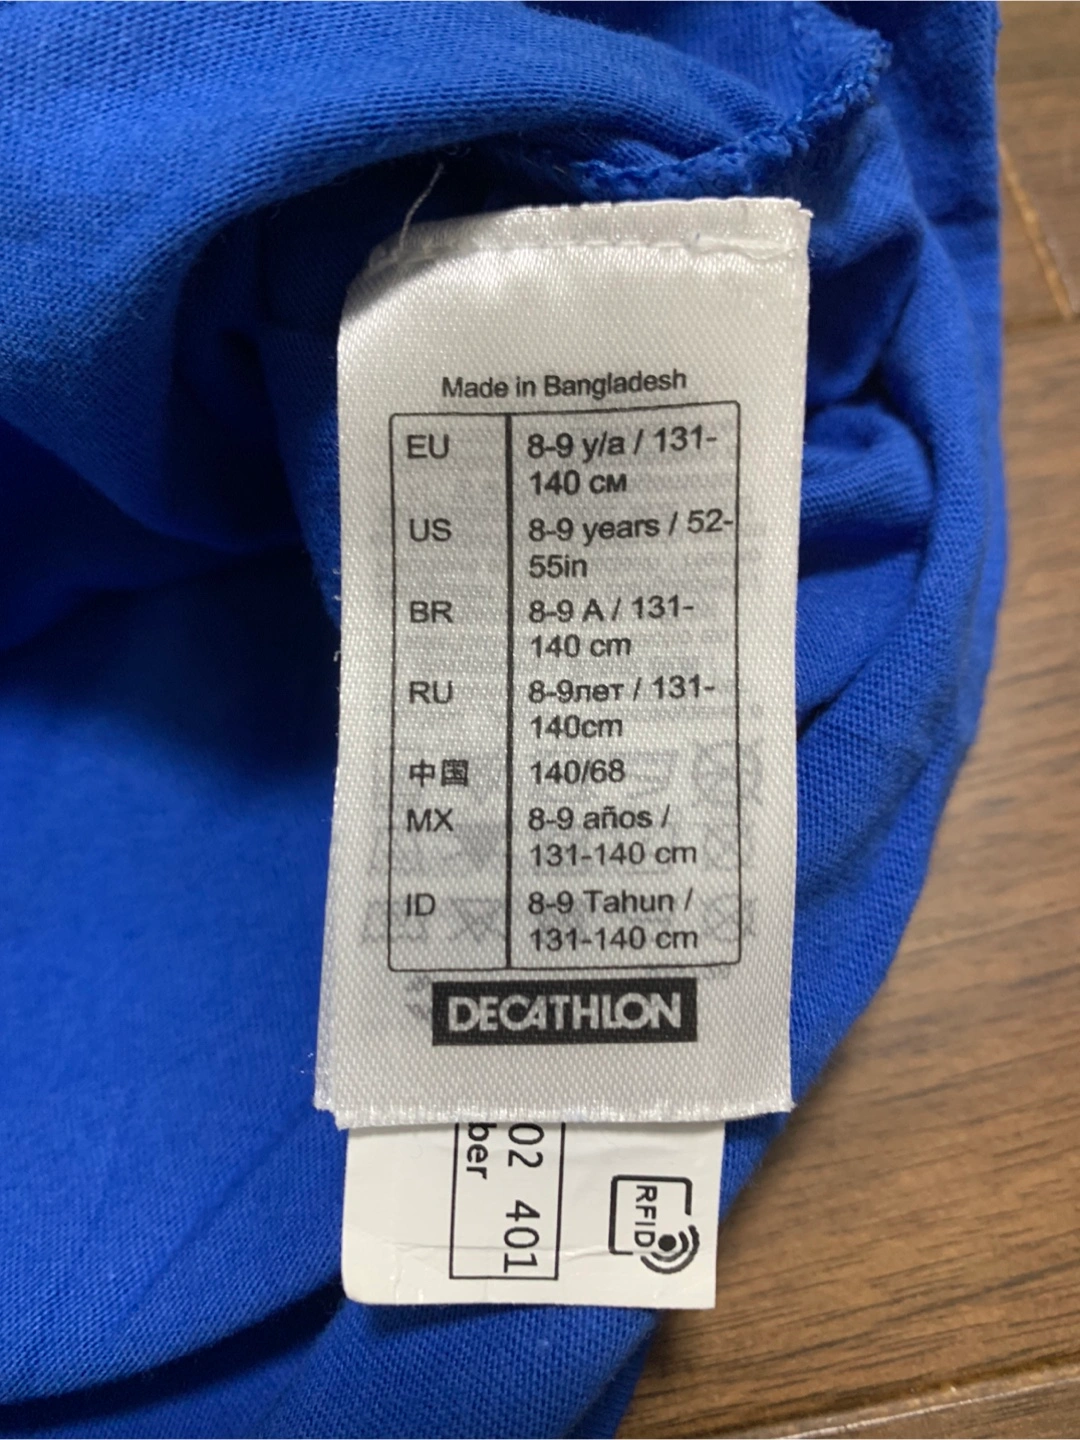 Made in Bangladesh
EU 8-9 y/a / 131-
140 см
US 8-9 years / 52-
55in
BR 8-9 A / 131-
140 cm
RU 8-9лет / 131-
140cm
中国 140/68
MX 8-9 años /
131-140 cm
ID 8-9 Tahun /
131-140 cm
DECATHLON
02 401
ber
RFID